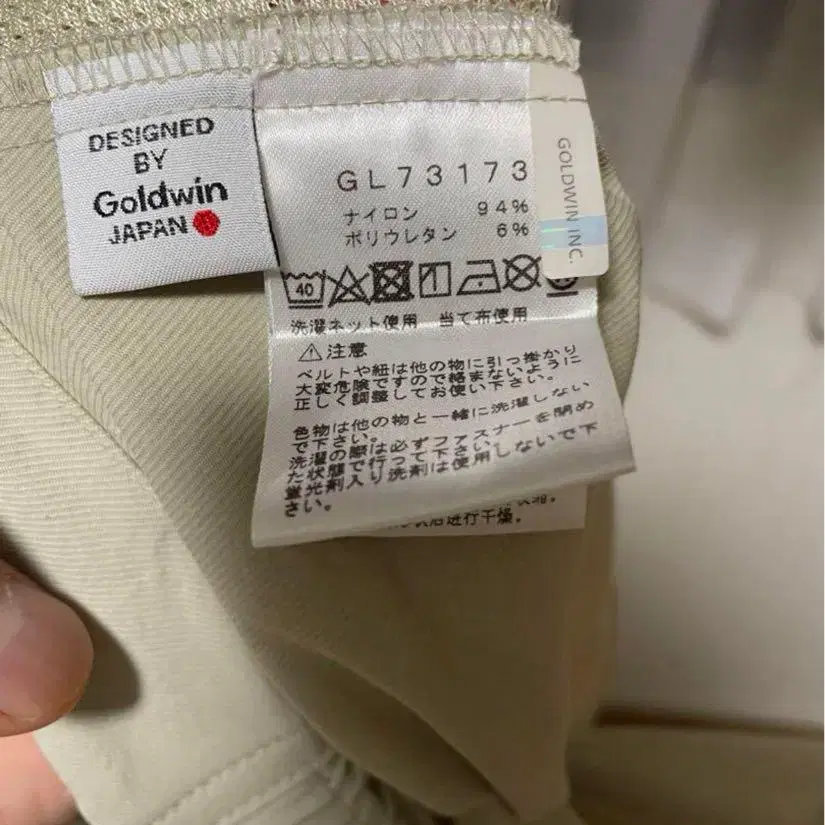 DESIGNED
BY
Goldwin
JAPAN
GL73173
ナイロン 94%
ポリウレタン 6%
GOLDWIN INC.
40
洗濯ネット使用 当て布使用
⚠注意
ベルトや紐は他の物に引っ掛かり
大変危険ですので絡まないように
正しく調整してお使い下さい。
色物は他の物と一緒に洗濯しない
で下さい。
洗濯の際は必ずファスナーを閉め
た状態で行って下さい。
蛍光剤入り洗剤は使用しないで下
さい。
后进行干燥。